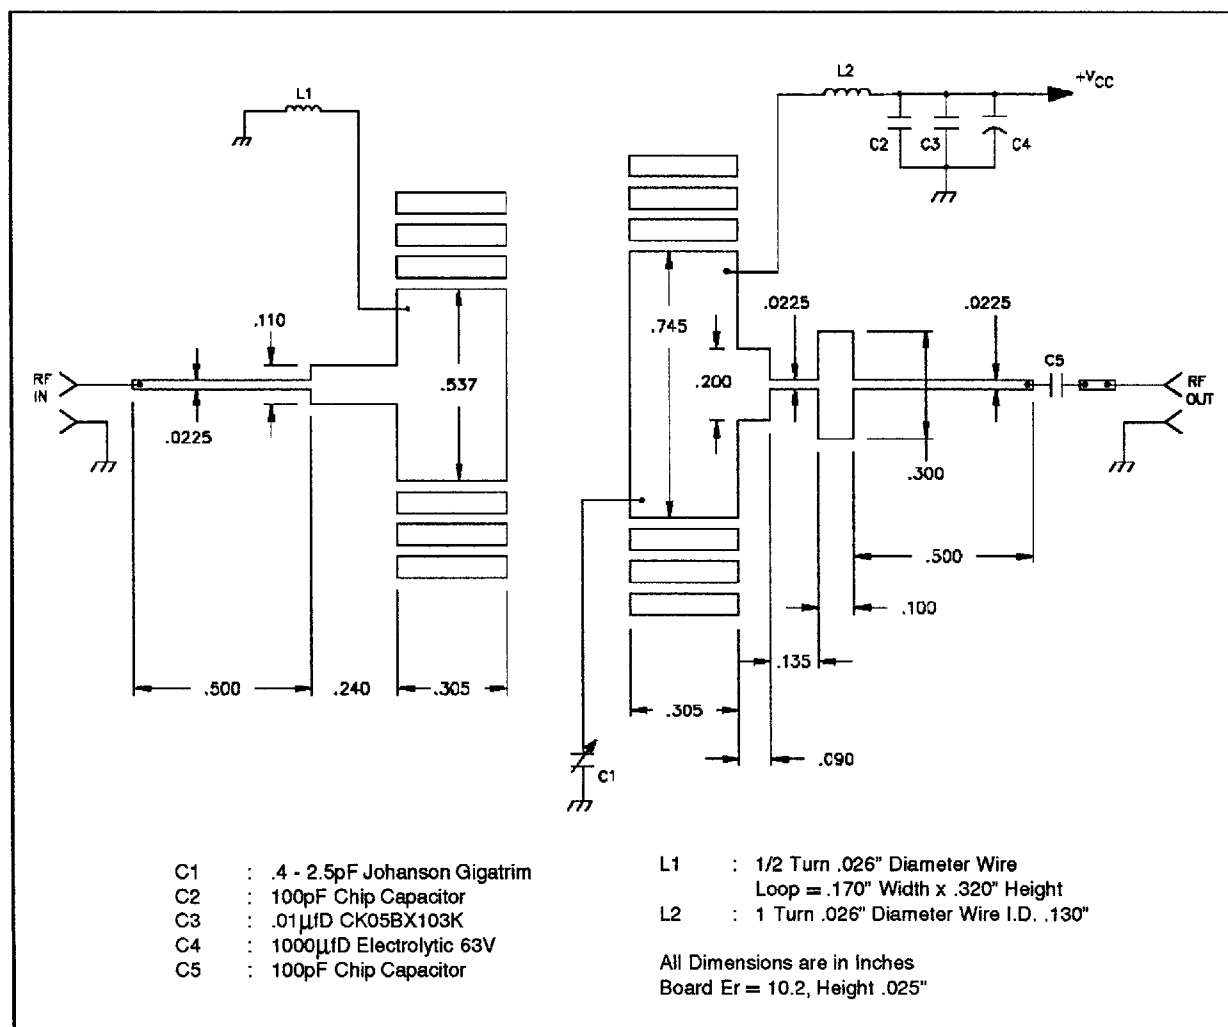 L1
L2
+VCC
C2
C3
C4
.110
.0225
.0225
C5
.745
RF
IN
.537
.200
RF
OUT
.0225
.300
.500
.100
.135
.500
.240
.305
.305
.090
C1
C1 : .4 - 2.5pF Johanson Gigatrim
C2 : 100pF Chip Capacitor
C3 : .01µfD CK05BX103K
C4 : 1000µfD Electrolytic 63V
C5 : 100pF Chip Capacitor
L1 : 1/2 Turn .026" Diameter Wire
Loop = .170" Width x .320" Height
L2 : 1 Turn .026" Diameter Wire I.D. .130"
All Dimensions are in Inches
Board Er = 10.2, Height .025"